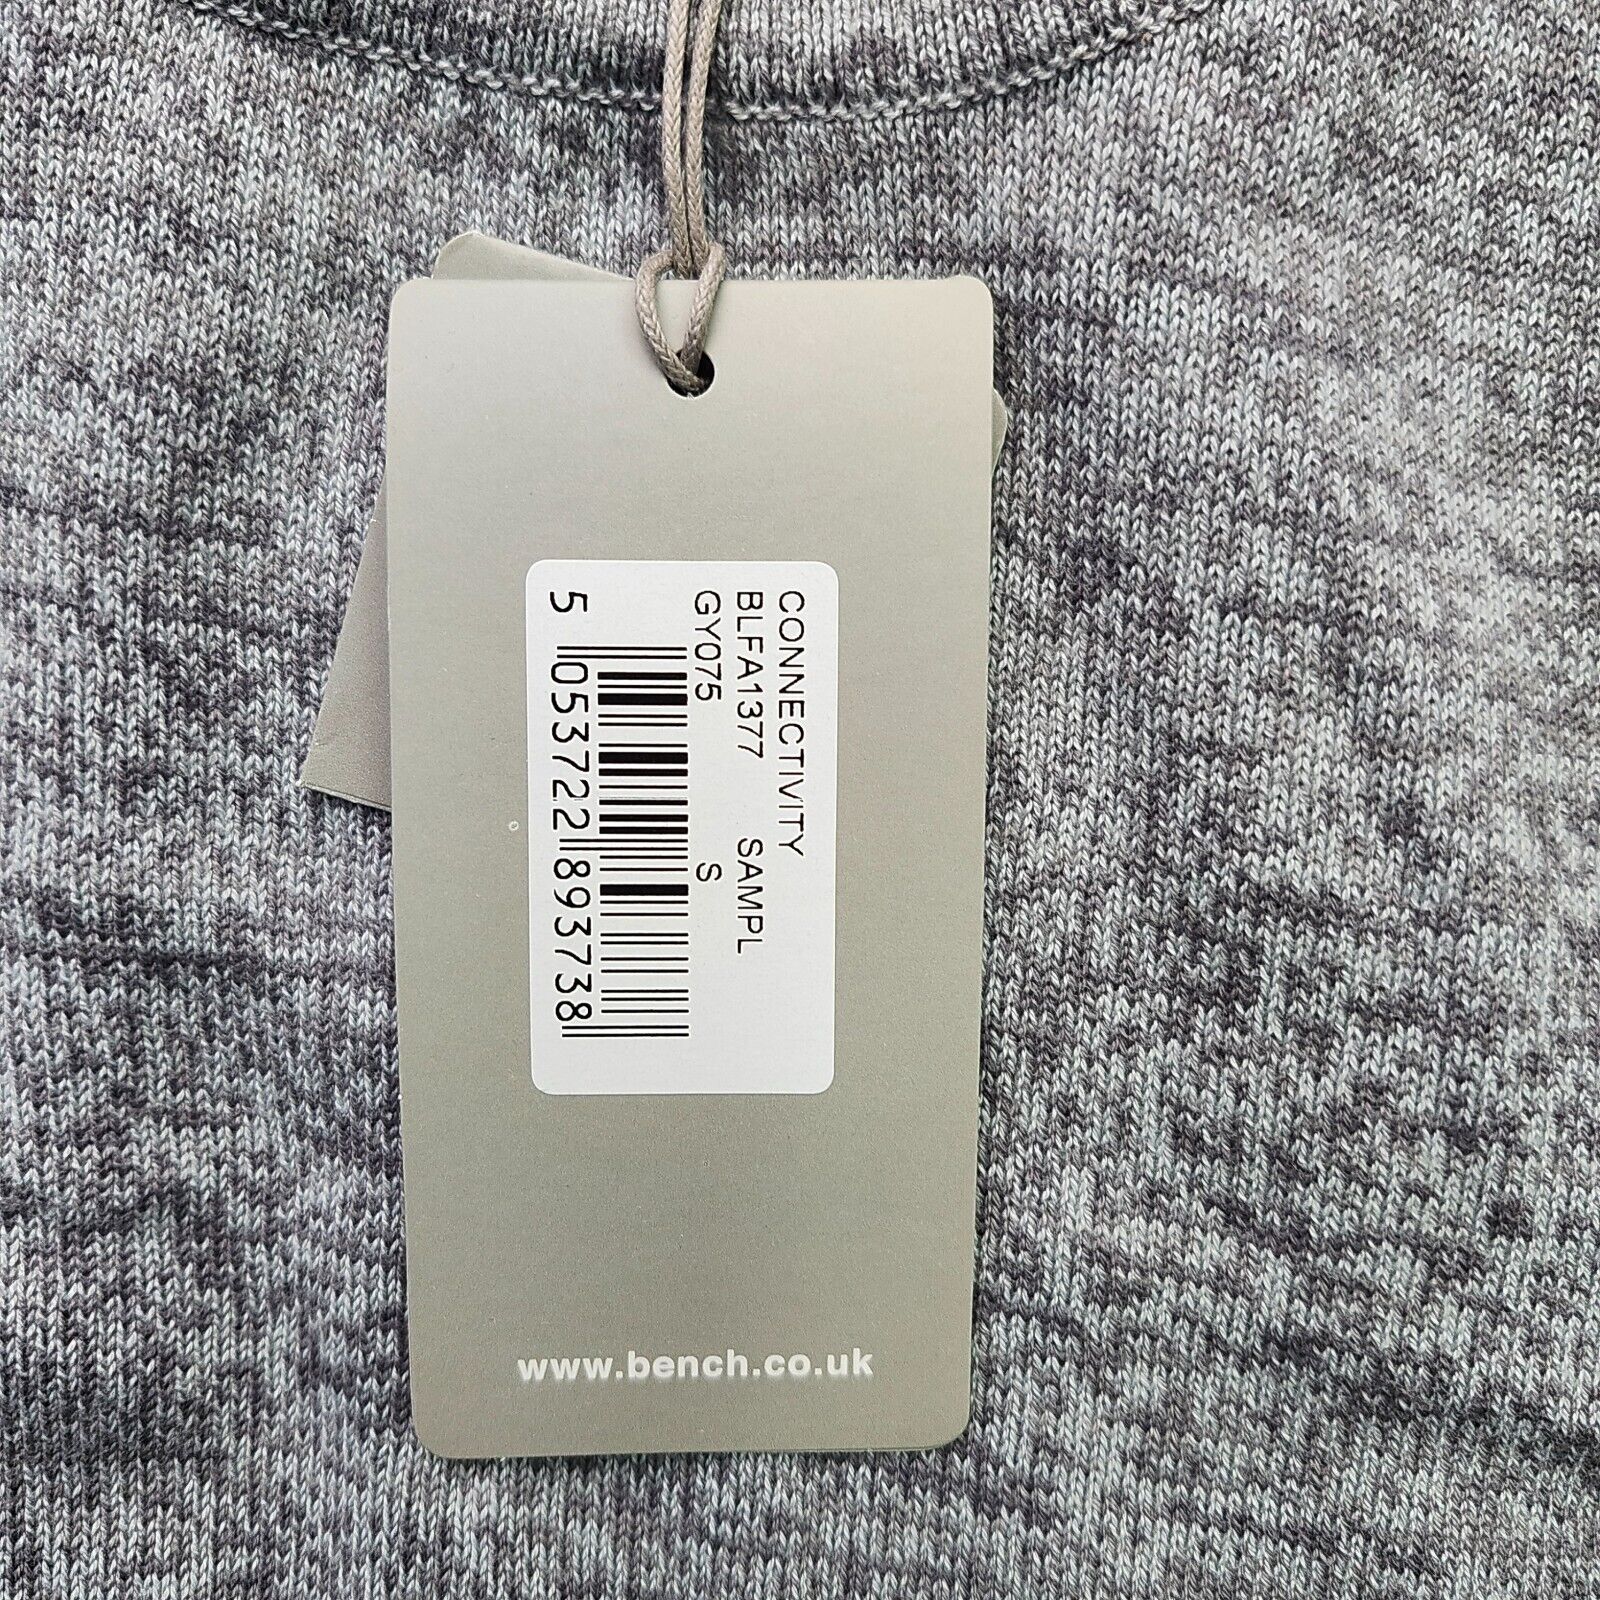 CONNECTIVITY
BLFA1377 SAMPL
GY075 S
5 053722 893738
www.bench.co.uk